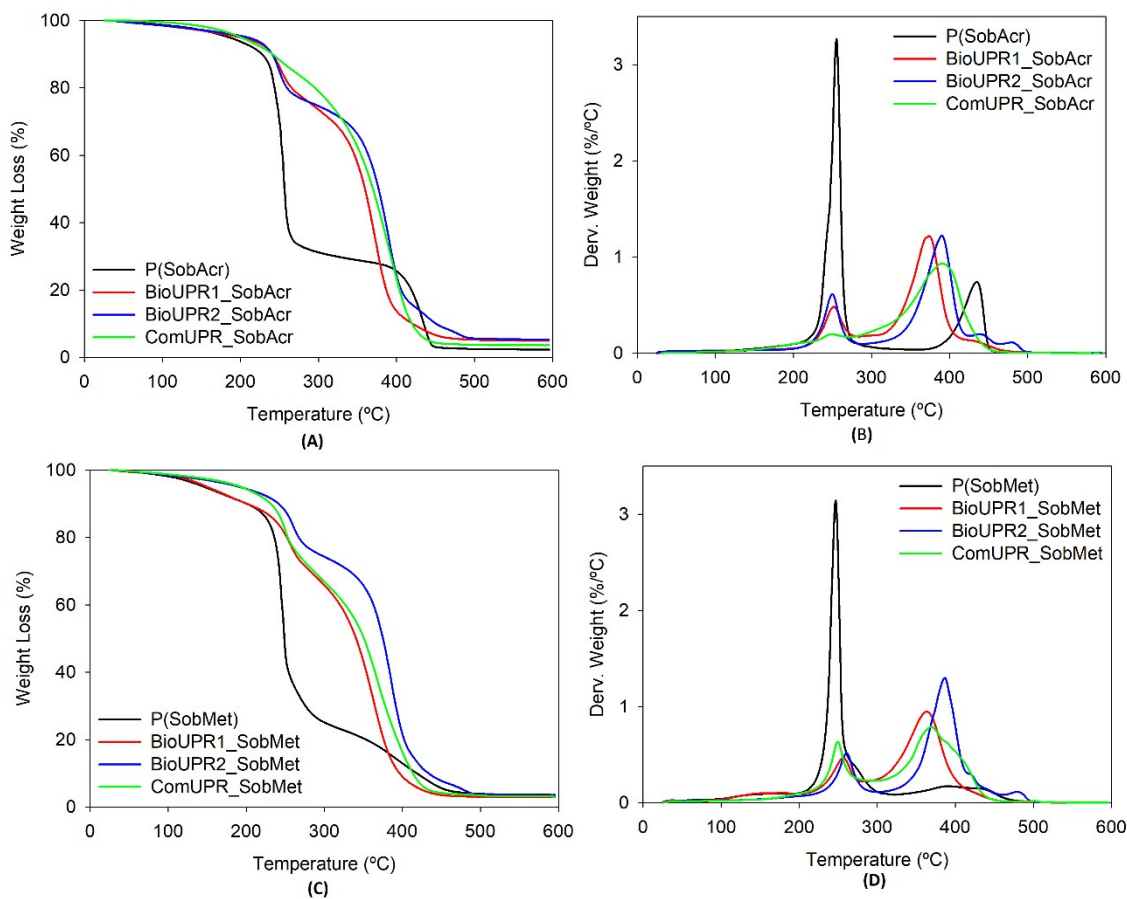 Weight Loss (%)
100
80
60
40
20
0
P(SobAcr)
BioUPR1_SobAcr
BioUPR2_SobAcr
ComUPR_SobAcr
0 100 200 300 400 500 600
Temperature (ºC)
(A)
Derv. Weight (%/ºC)
3
2
1
0
P(SobAcr)
BioUPR1_SobAcr
BioUPR2_SobAcr
ComUPR_SobAcr
0 100 200 300 400 500 600
Temperature (ºC)
(B)
Weight Loss (%)
100
80
60
40
20
0
P(SobMet)
BioUPR1_SobMet
BioUPR2_SobMet
ComUPR_SobMet
0 100 200 300 400 500 600
Temperature (ºC)
(C)
Derv. Weight (%/ºC)
3
2
1
0
P(SobMet)
BioUPR1_SobMet
BioUPR2_SobMet
ComUPR_SobMet
0 100 200 300 400 500 600
Temperature (ºC)
(D)